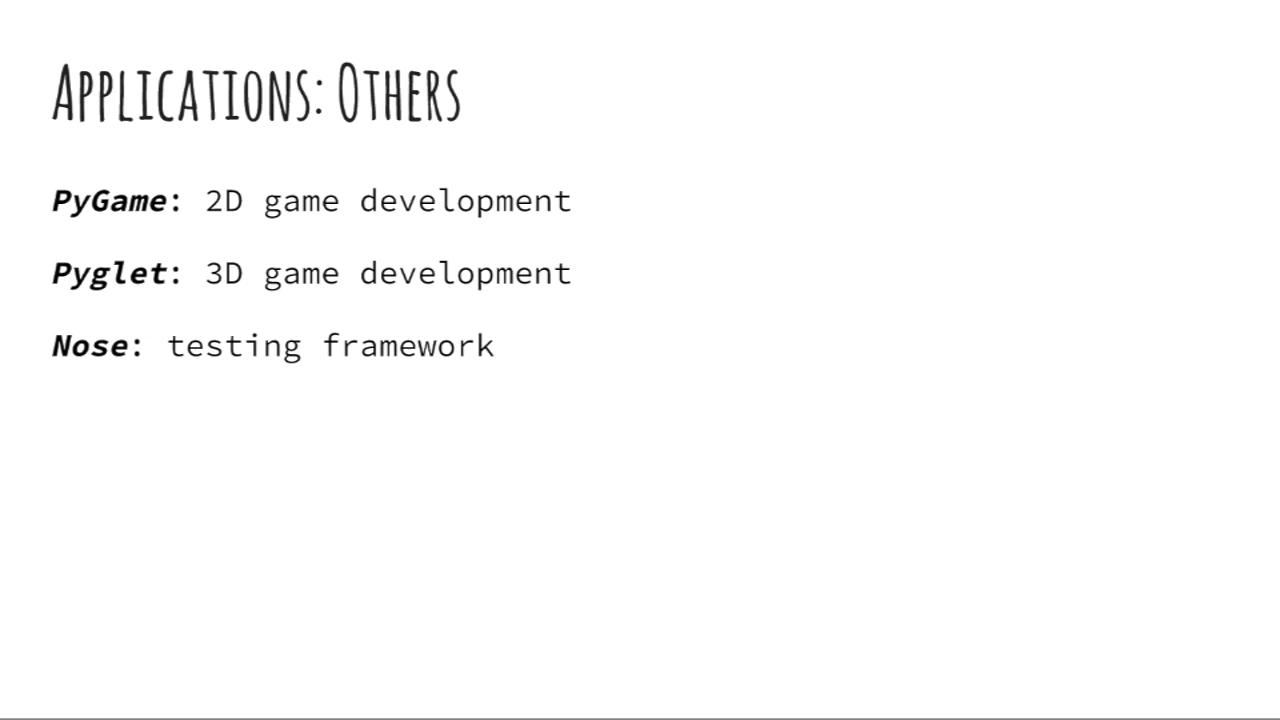 Applications: Others
PyGame: 2D game development
Pyglet: 3D game development
Nose: testing framework